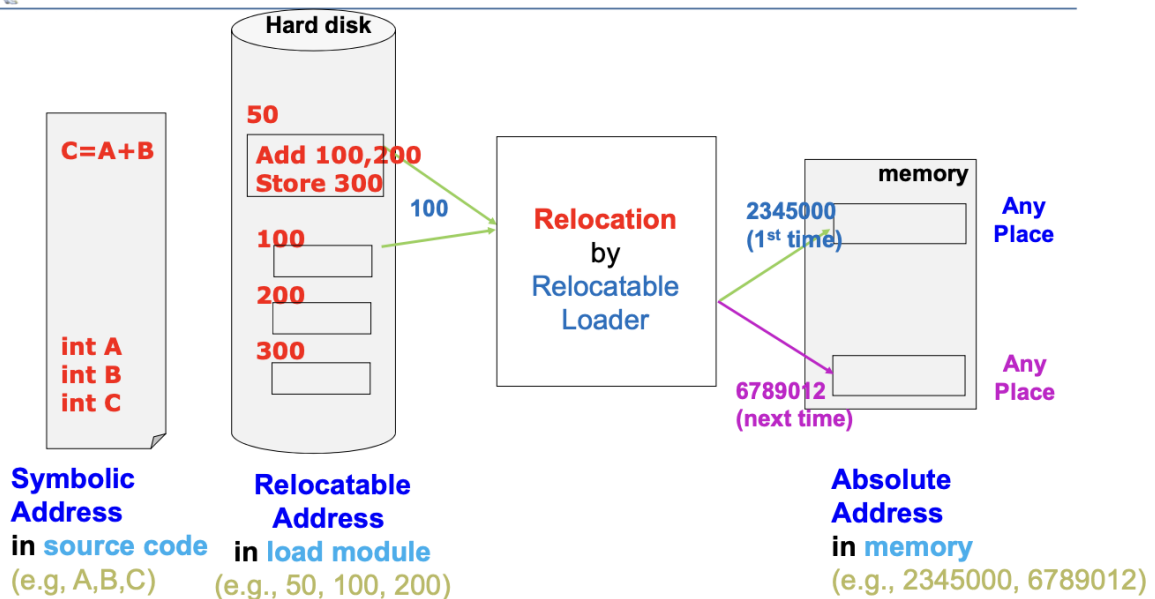 Hard disk
C=A+B
int A
int B
int C
50
Add 100,200
Store 300
100
200
300
100
Relocation
by
Relocatable
Loader
memory
2345000
(1st time)
Any
Place
6789012
(next time)
Any
Place
Symbolic
Address
in source code
(e.g, A,B,C)
Relocatable
Address
in load module
(e.g., 50, 100, 200)
Absolute
Address
in memory
(e.g., 2345000, 6789012)